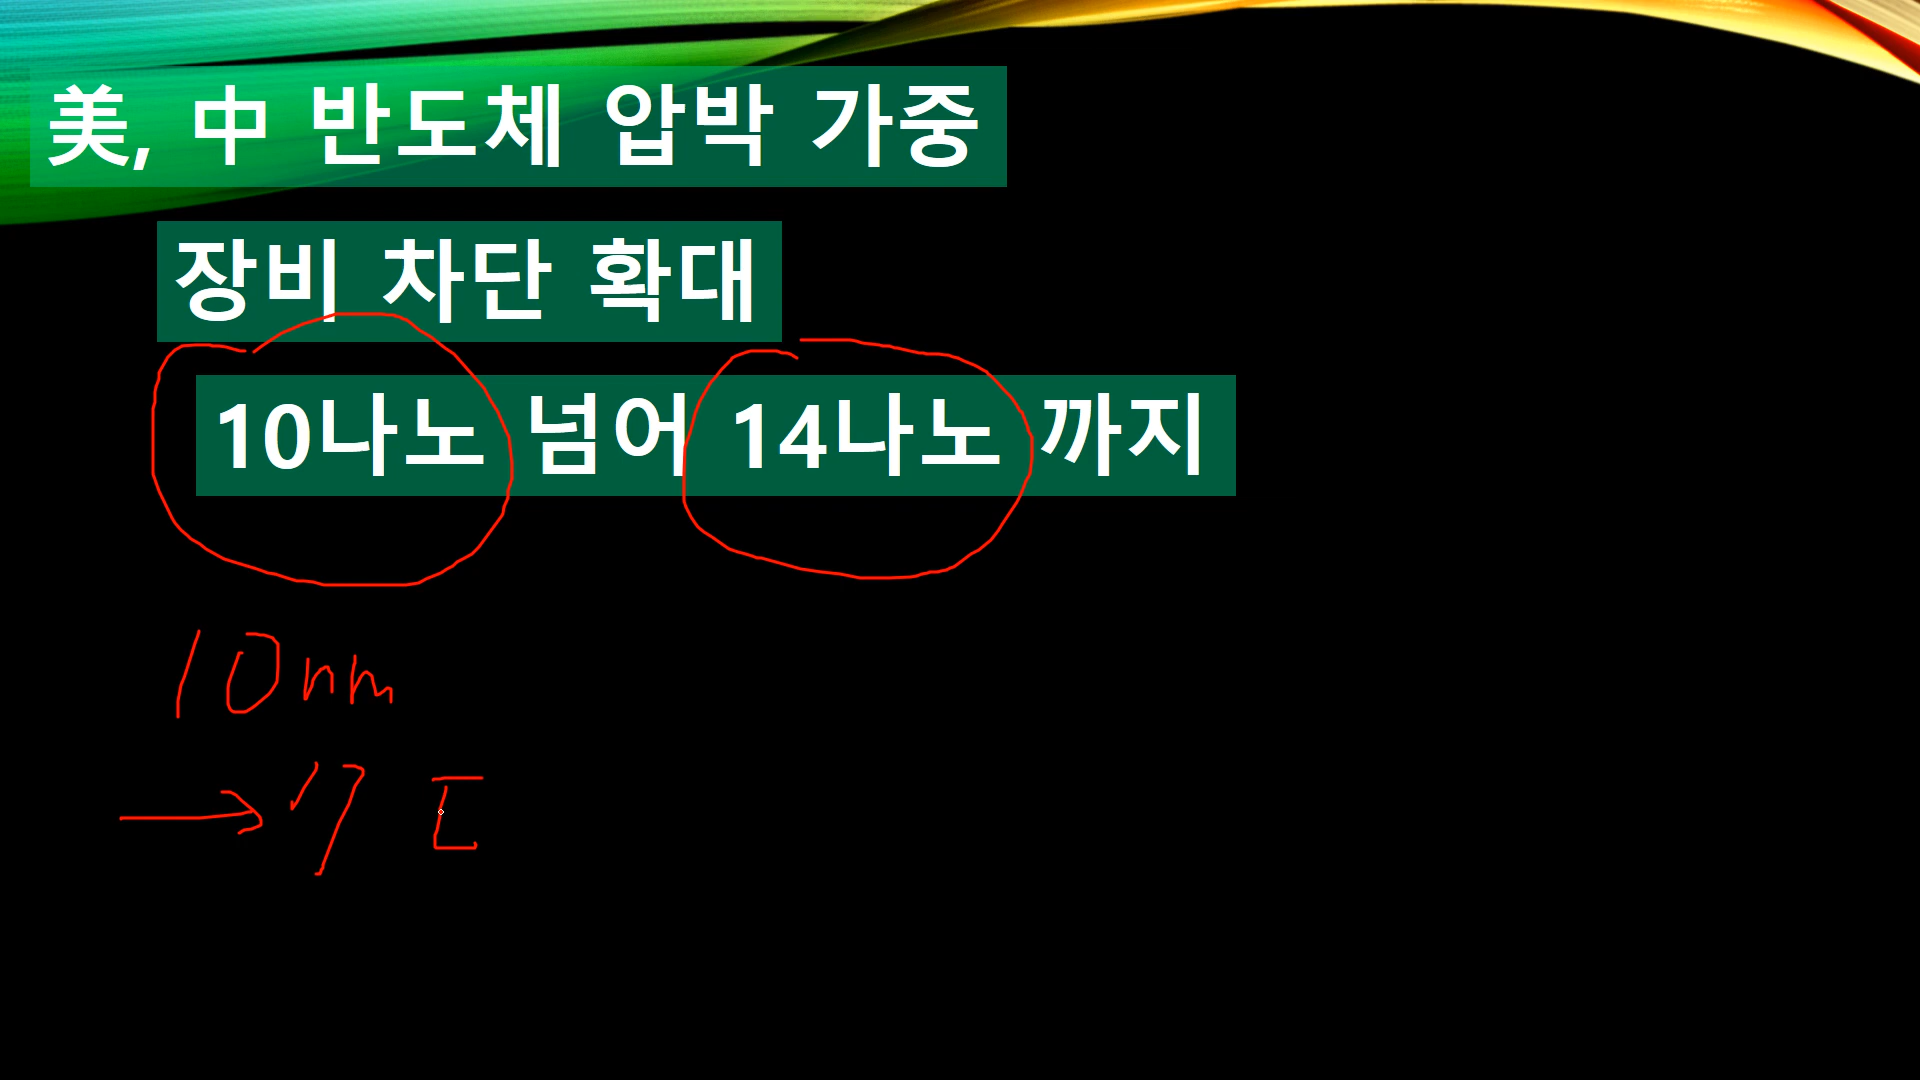 美, 中 반도체 압박 가중
장비 차단 확대
10나노 넘어 14나노 까지
10nm
→ 7 E